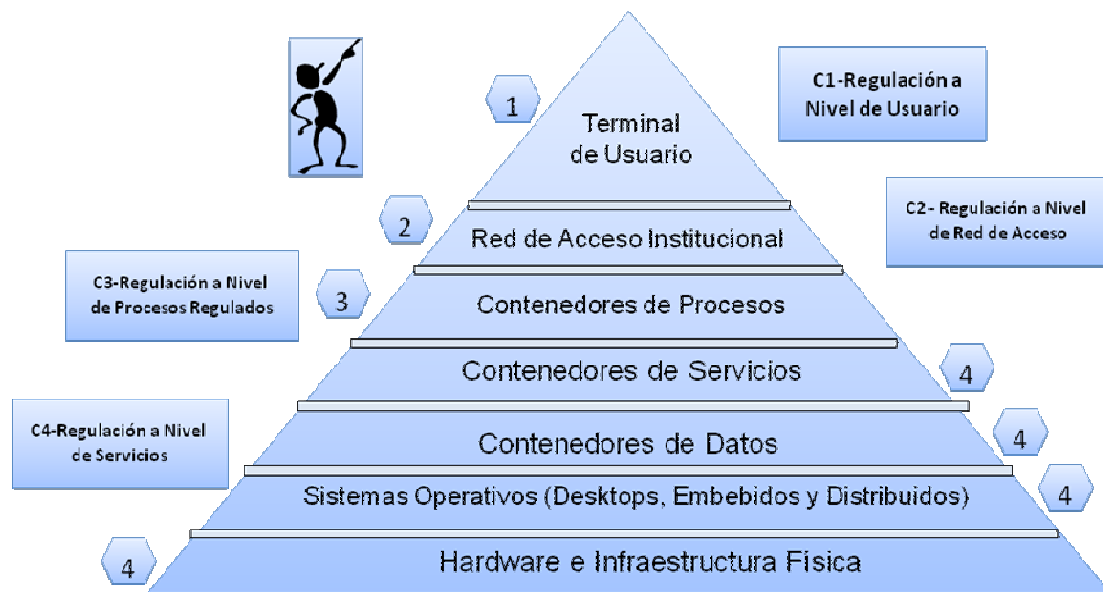 C1-Regulación a
Nivel de Usuario
1
Terminal
de Usuario
C2 - Regulación a Nivel
de Red de Acceso
2
Red de Acceso Institucional
C3-Regulación a Nivel
de Procesos Regulados
3
Contenedores de Procesos
Contenedores de Servicios
4
C4-Regulación a Nivel
de Servicios
Contenedores de Datos
4
Sistemas Operativos (Desktops, Embebidos y Distribuidos)
4
4
Hardware e Infraestructura Física